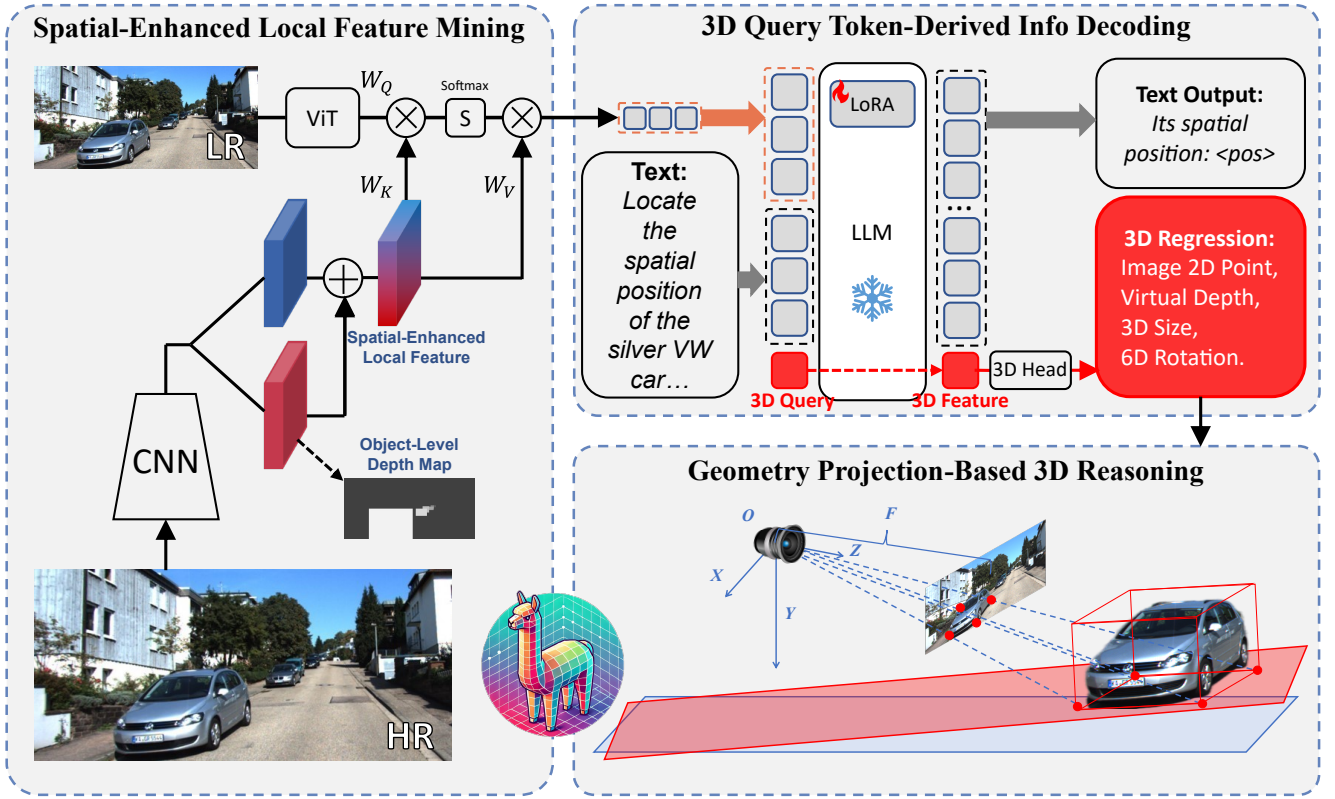 Spatial-Enhanced Local Feature Mining
LR
ViT
W_Q
Softmax
S
W_K
W_V
Spatial-Enhanced
Local Feature
CNN
Object-Level
Depth Map
HR
3D Query Token-Derived Info Decoding
Text:
Locate
the
spatial
position
of the
silver VW
car…
LoRA
LLM
...
3D Query
3D Feature
3D Head
Text Output:
Its spatial
position: <pos>
3D Regression:
Image 2D Point,
Virtual Depth,
3D Size,
6D Rotation.
Geometry Projection-Based 3D Reasoning
O
F
Z
X
Y